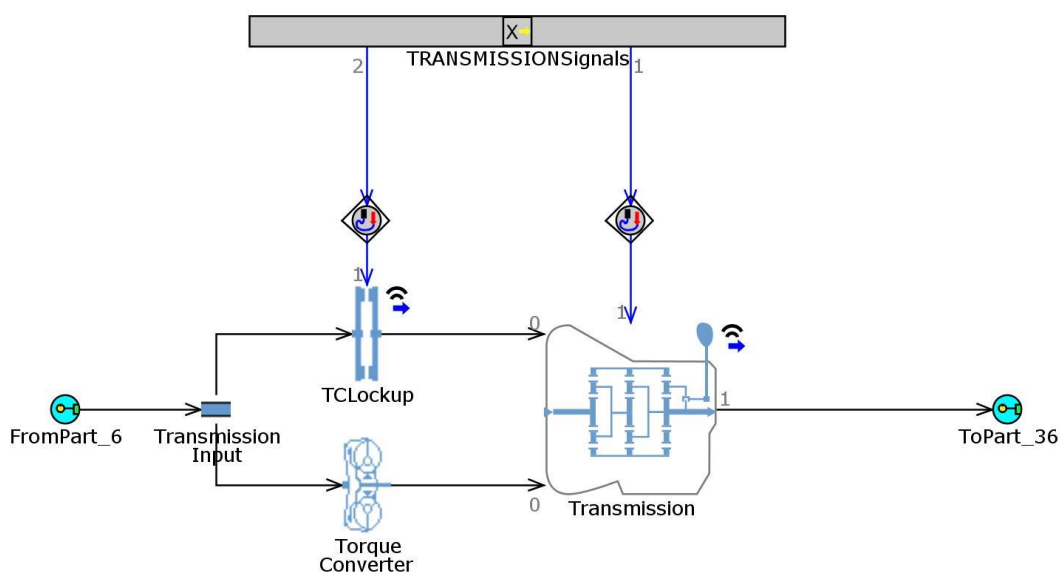 X
TRANSMISSIONSignals
2
1
1
1
0
TCLockup
1
FromPart_6
Transmission
Input
ToPart_36
0
Transmission
Torque
Converter